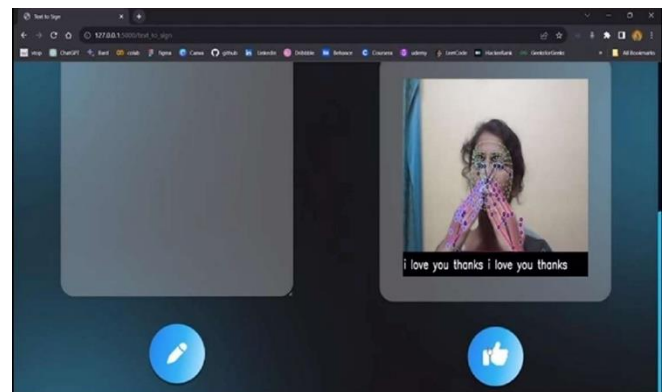 Text to Sign
127.0.0.1:5000/text_to_sign
vtop ChatGPT Bard colab figma Canva github linkedin Dribbble Behance Coursera udemy LeetCode HackerRank GeeksforGeeks All Bookmarks
i love you thanks i love you thanks